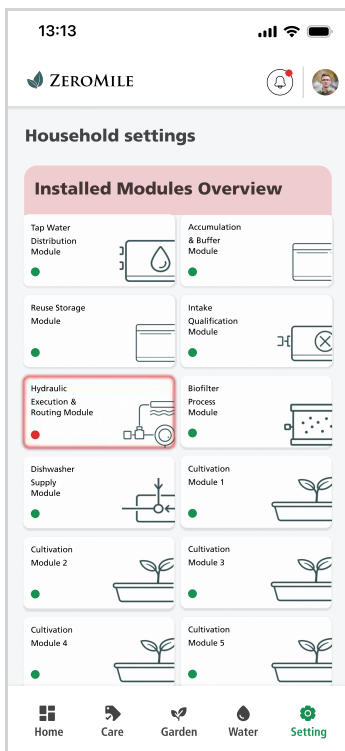 13:13
ZEROMILE
Household settings
Installed Modules Overview
Tap Water
Distribution
Module
Accumulation
& Buffer
Module
Reuse Storage
Module
Intake
Qualification
Module
Hydraulic
Execution &
Routing Module
Biofilter
Process
Module
Dishwasher
Supply
Module
Cultivation
Module 1
Cultivation
Module 2
Cultivation
Module 3
Cultivation
Module 4
Cultivation
Module 5
Home
Care
Garden
Water
Setting